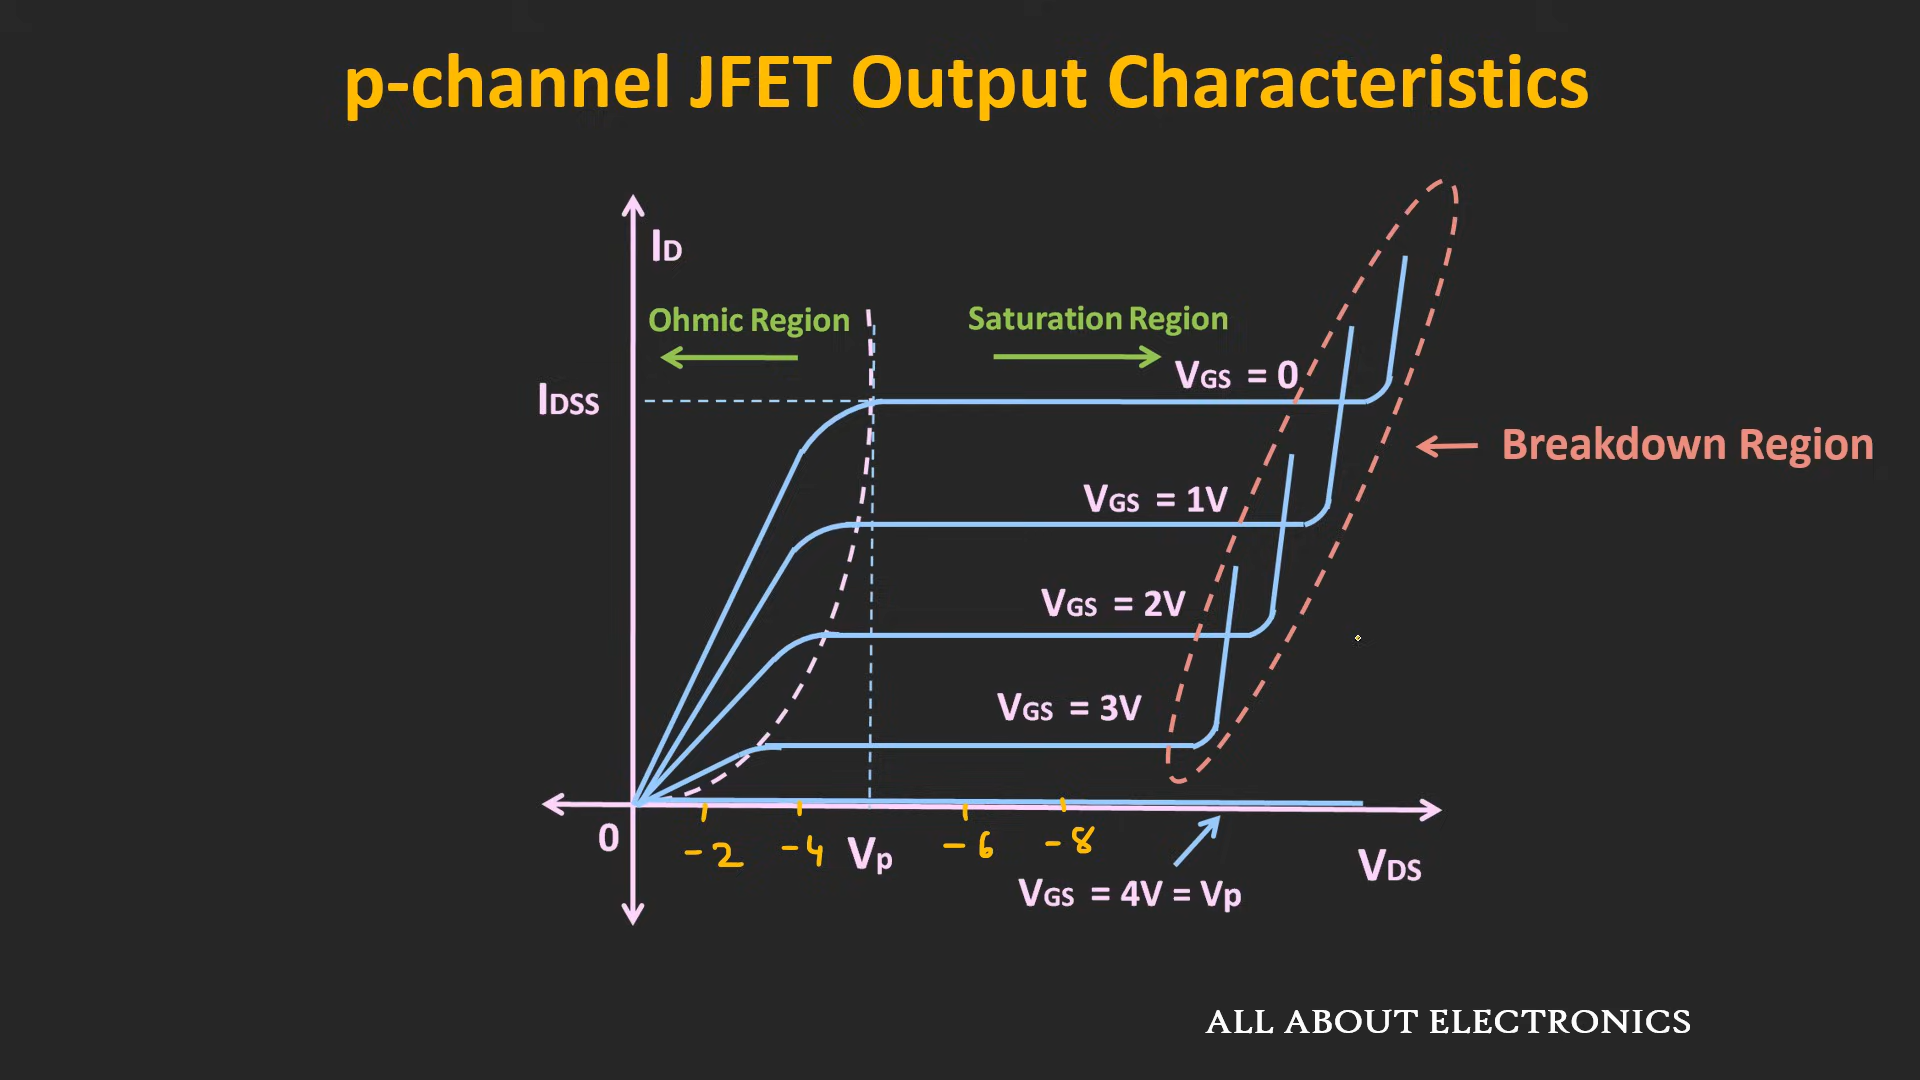 p-channel JFET Output Characteristics
ID
Ohmic Region
Saturation Region
VGS = 0
IDSS
Breakdown Region
VGS = 1V
VGS = 2V
VGS = 3V
0
-2
-4
Vp
-6
-8
VDS
VGS = 4V = Vp
ALL ABOUT ELECTRONICS